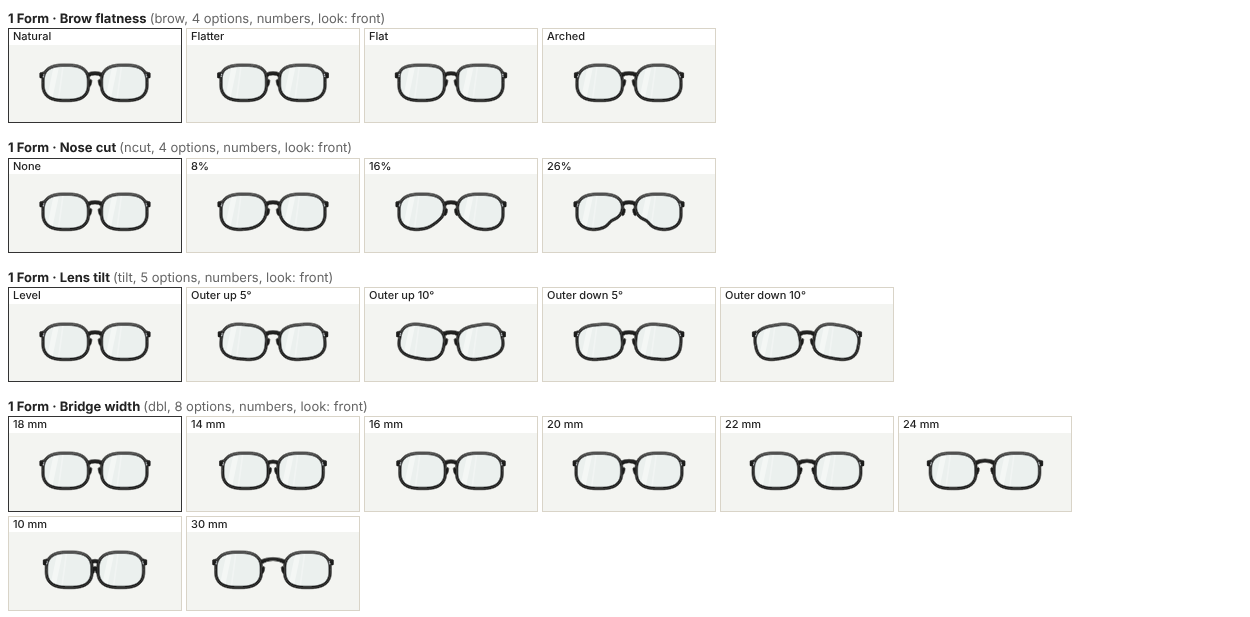 1 Form · Brow flatness (brow, 4 options, numbers, look: front)
Natural Flatter Flat Arched
1 Form · Nose cut (ncut, 4 options, numbers, look: front)
None 8% 16% 26%
1 Form · Lens tilt (tilt, 5 options, numbers, look: front)
Level Outer up 5° Outer up 10° Outer down 5° Outer down 10°
1 Form · Bridge width (dbl, 8 options, numbers, look: front)
18 mm 14 mm 16 mm 20 mm 22 mm 24 mm
10 mm 30 mm